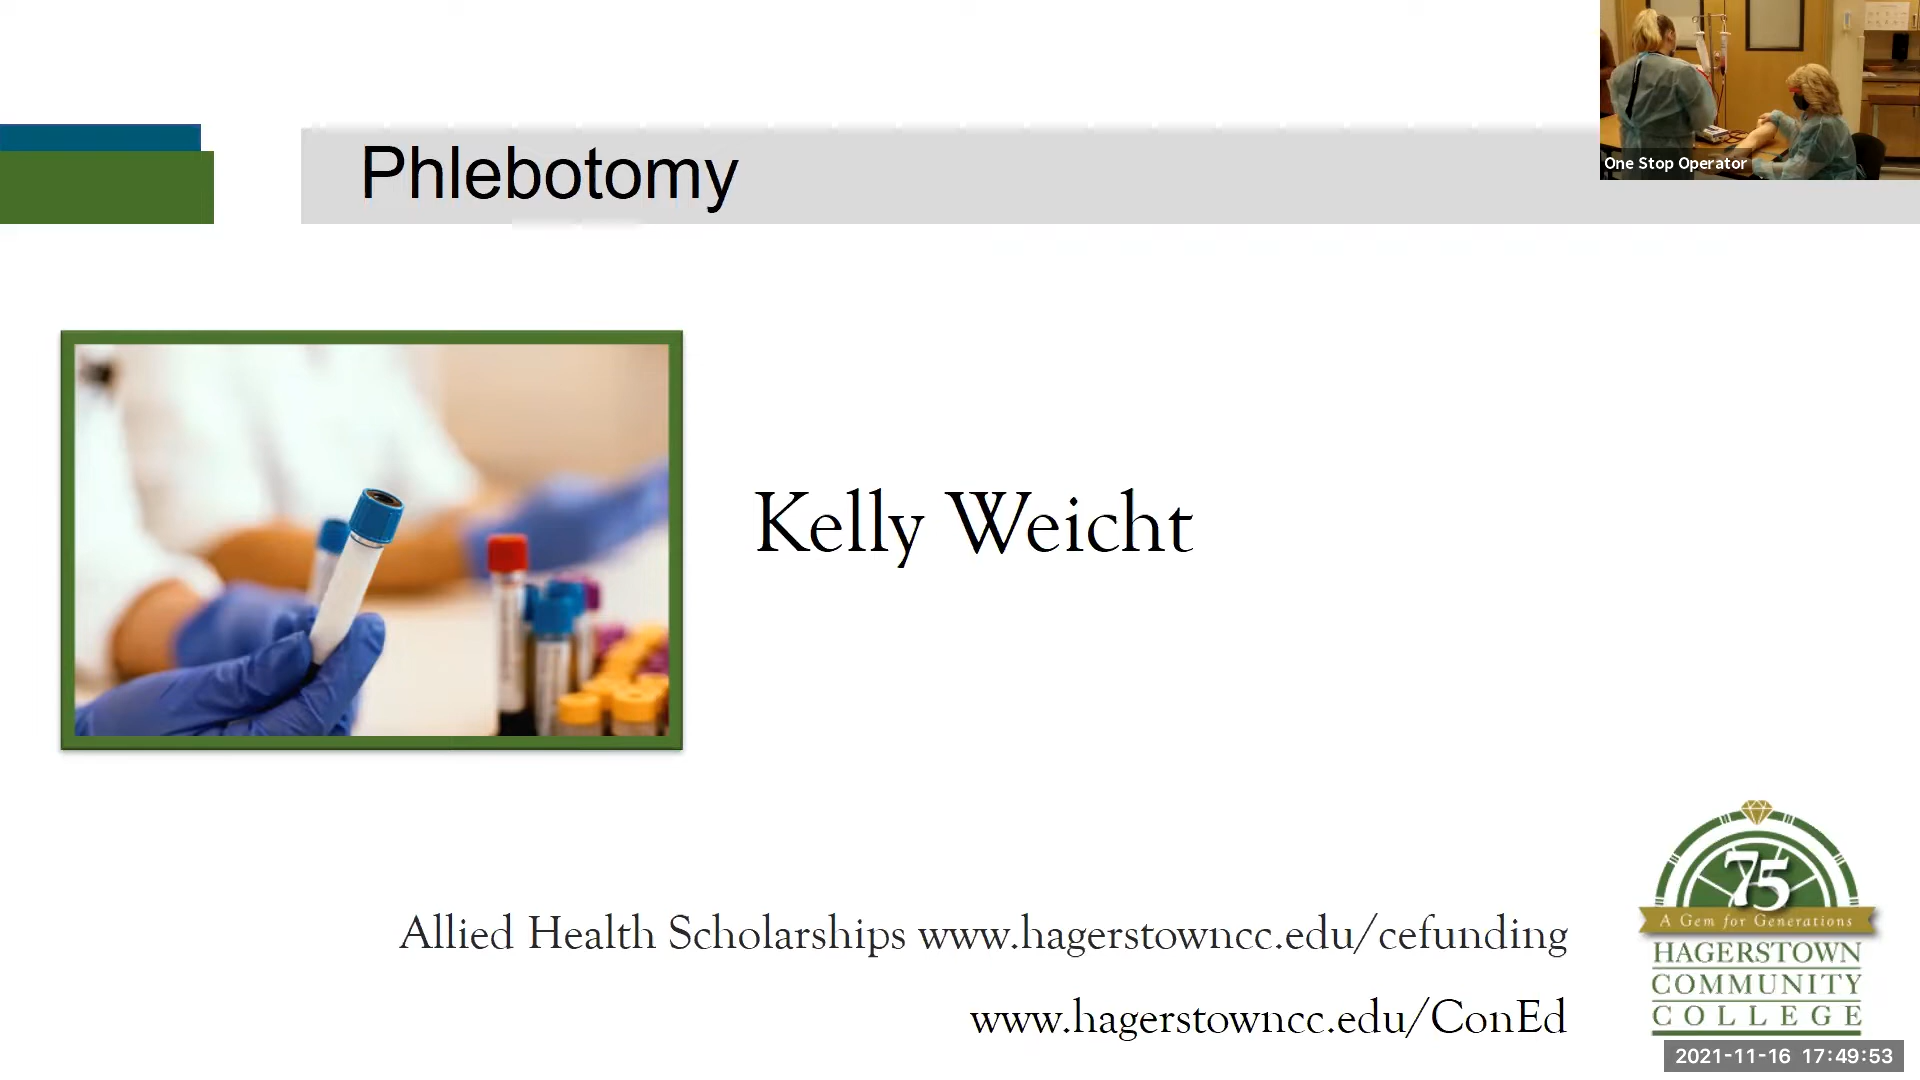 Phlebotomy
One Stop Operator
Kelly Weicht
Allied Health Scholarships www.hagerstowncc.edu/cefunding
www.hagerstowncc.edu/ConEd
75
A Gem for Generations
HAGERSTOWN
COMMUNITY
COLLEGE
2021-11-16 17:49:53